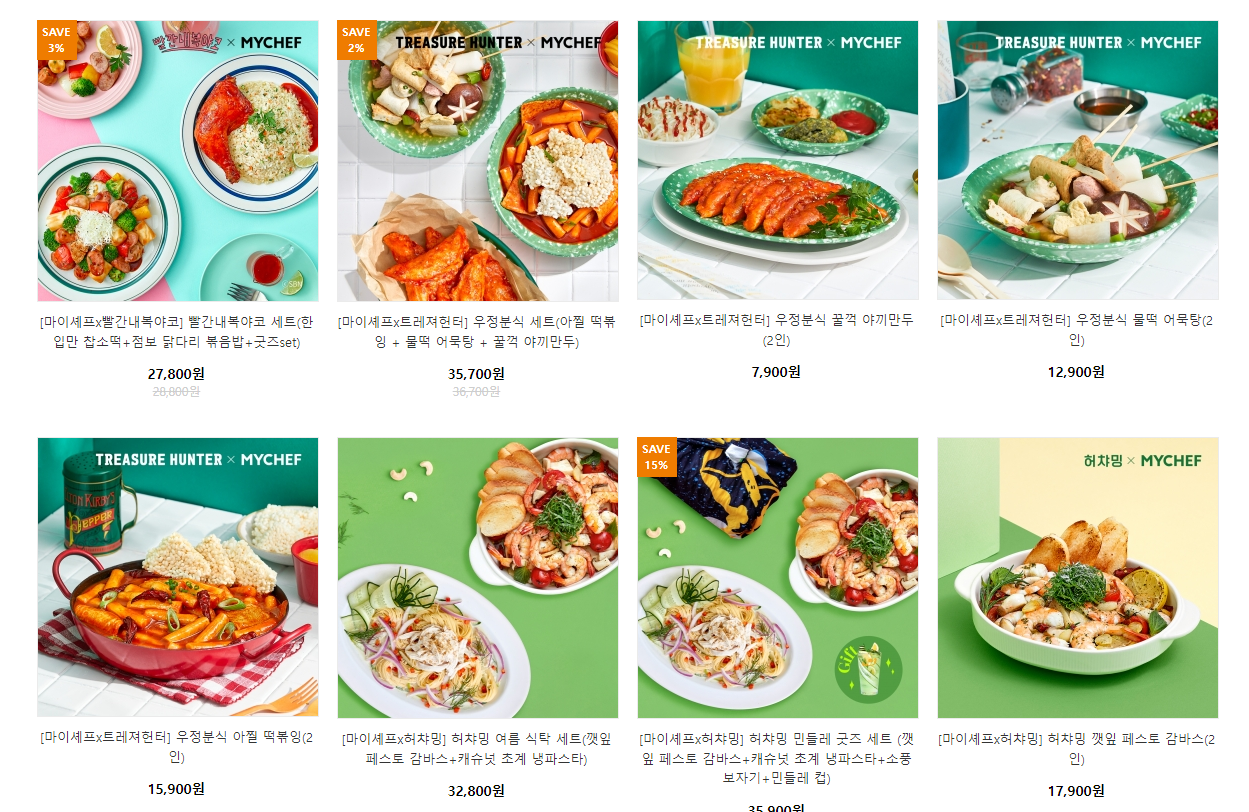 SAVE
3%
빨간내복야코 × MYCHEF
SAVE
2%
TREASURE HUNTER × MYCHEF
TREASURE HUNTER × MYCHEF
TREASURE HUNTER × MYCHEF
[마이셰프x빨간내복야코] 빨간내복야코 세트(한
입만 찹소떡+점보 닭다리 볶음밥+굿즈set)
27,800원
28,800원
[마이셰프x트레져헌터] 우정분식 세트(아찔 떡볶
잉 + 물떡 어묵탕 + 꿀꺽 야끼만두)
35,700원
36,700원
[마이셰프x트레져헌터] 우정분식 꿀꺽 야끼만두
(2인)
7,900원
[마이셰프x트레져헌터] 우정분식 물떡 어묵탕(2
인)
12,900원
TREASURE HUNTER × MYCHEF
PEPPER
[마이셰프x트레져헌터] 우정분식 아찔 떡볶잉(2
인)
15,900원
[마이셰프x허챠밍] 허챠밍 여름 식탁 세트(깻잎
페스토 감바스+캐슈넛 초계 냉파스타)
32,800원
SAVE
15%
Gift
[마이셰프x허챠밍] 허챠밍 민들레 굿즈 세트 (깻
잎 페스토 감바스+캐슈넛 초계 냉파스타+소풍
보자기+민들레 컵)
35,900원
허챠밍 × MYCHEF
[마이셰프x허챠밍] 허챠밍 깻잎 페스토 감바스(2
인)
17,900원